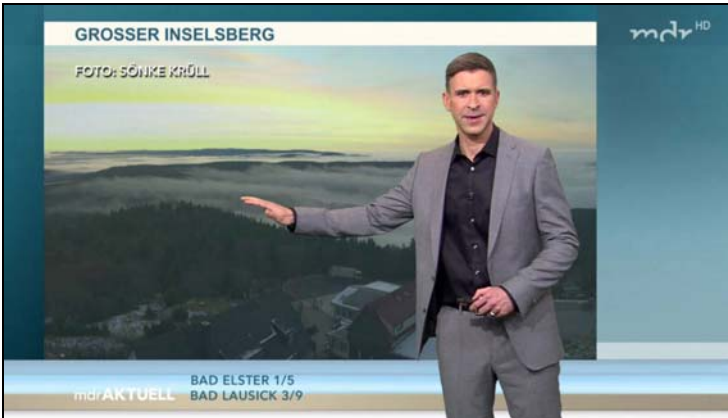 GROSSER INSELSBERG
mdr HD
FOTO: SÖNKE KRÜLL
BAD ELSTER 1/5
mdrAKTUELL BAD LAUSICK 3/9